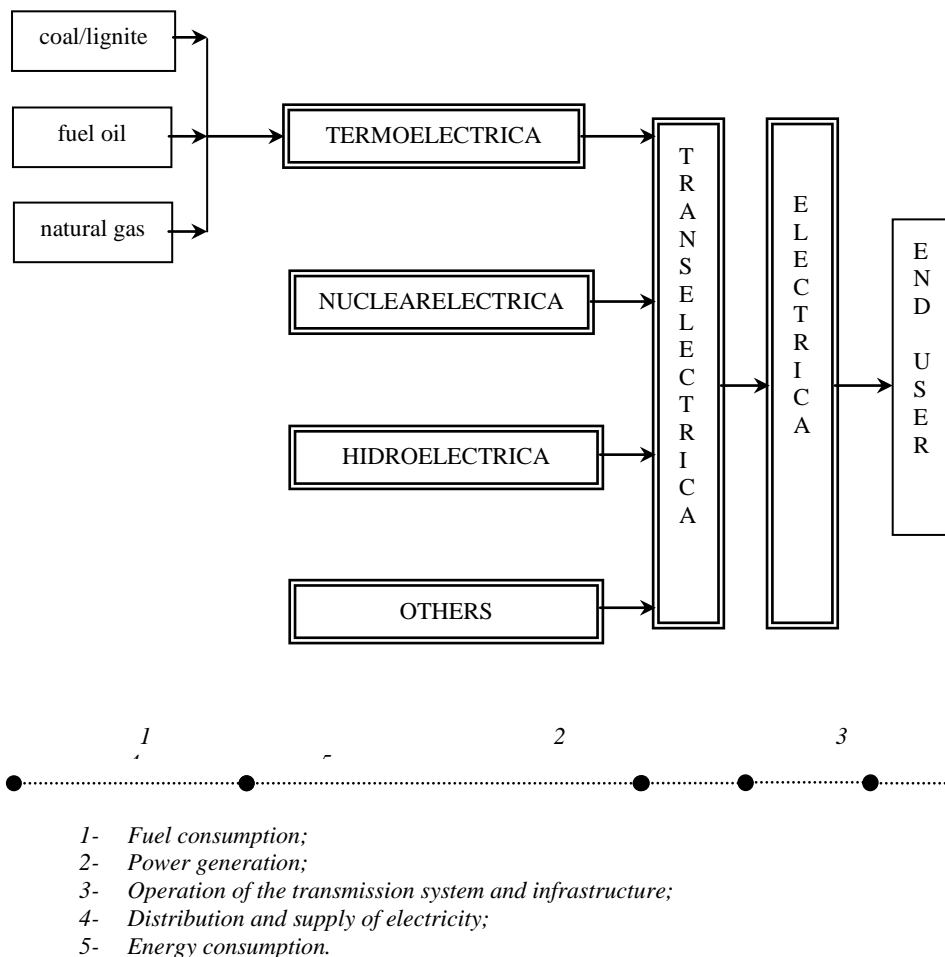 coal/lignite
fuel oil
natural gas
TERMOELECTRICA
NUCLEARELECTRICA
HIDROELECTRICA
OTHERS
TRANSELECTRICA
ELECTRICA
END USER
1 2 3
1- Fuel consumption;
2- Power generation;
3- Operation of the transmission system and infrastructure;
4- Distribution and supply of electricity;
5- Energy consumption.